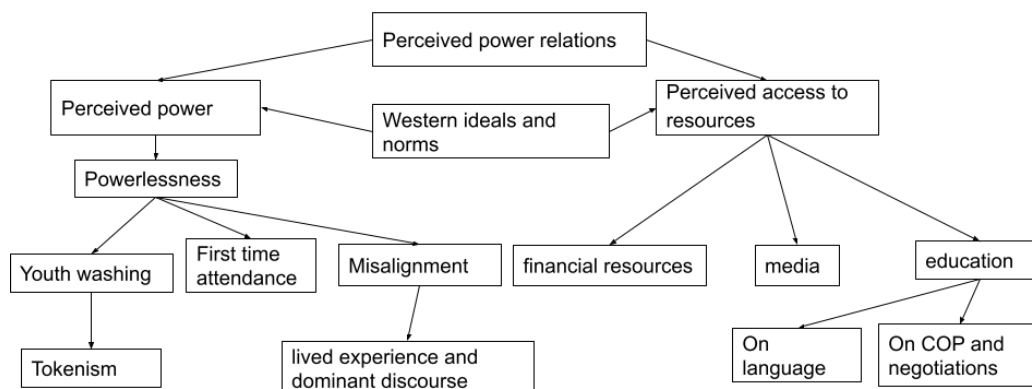 Perceived power relations
Perceived power
Western ideals and
norms
Perceived access to
resources
Powerlessness
Youth washing
First time
attendance
Misalignment
financial resources
media
education
Tokenism
lived experience and
dominant discourse
On
language
On COP and
negotiations